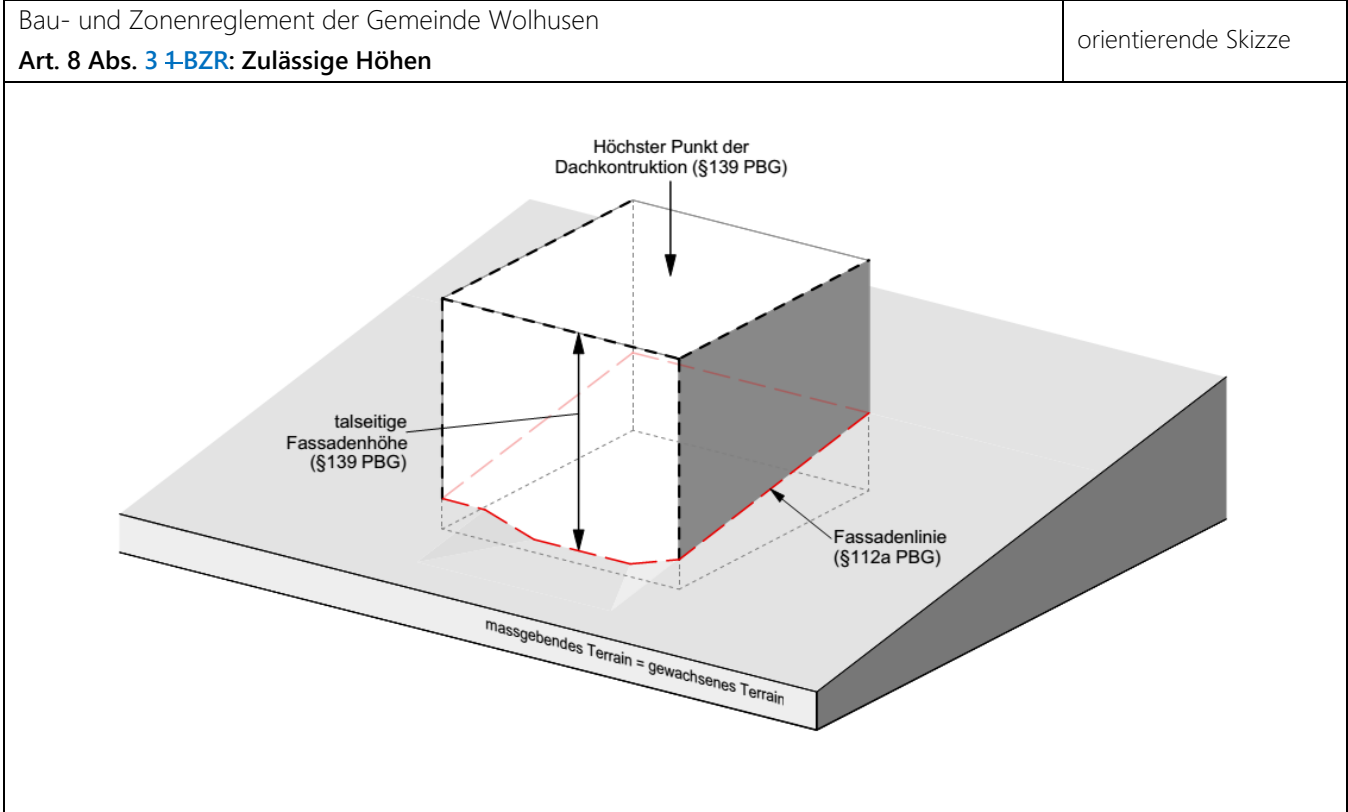 Bau- und Zonenreglement der Gemeinde Wolhusen
Art. 8 Abs. 3 1 BZR: Zulässige Höhen
orientierende Skizze
Höchster Punkt der
Dachkontruktion (§139 PBG)
talseitige
Fassadenhöhe
(§139 PBG)
Fassadenlinie
(§112a PBG)
massgebendes Terrain = gewachsenes Terrain